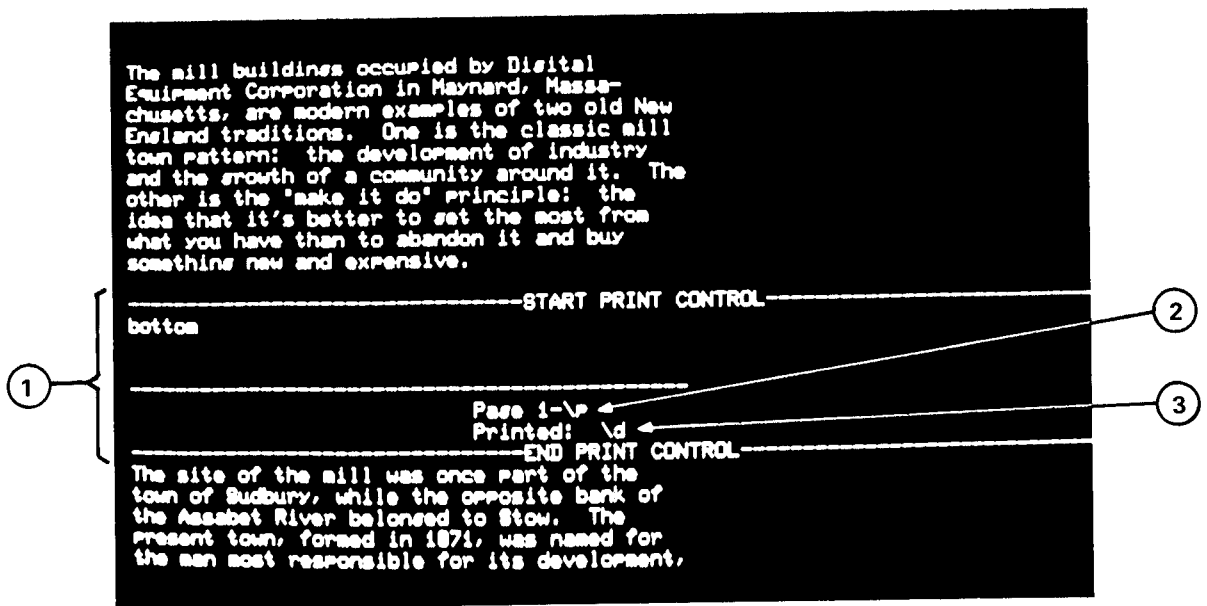 The mill buildings occupied by Digital
Equipment Corporation in Maynard, Massa-
chusetts, are modern examples of two old New
England traditions. One is the classic mill
town pattern: the development of industry
and the growth of a community around it. The
other is the "make it do" principle: the
idea that it's better to get the most from
what you have than to abandon it and buy
something new and expensive.
START PRINT CONTROL
bottom
2
1
Page 1-\p
3
Printed: \d
END PRINT CONTROL
The site of the mill was once part of the
town of Sudbury, while the opposite bank of
the Assabet River belonged to Stow. The
present town, formed in 1871, was named for
the man most responsible for its development,